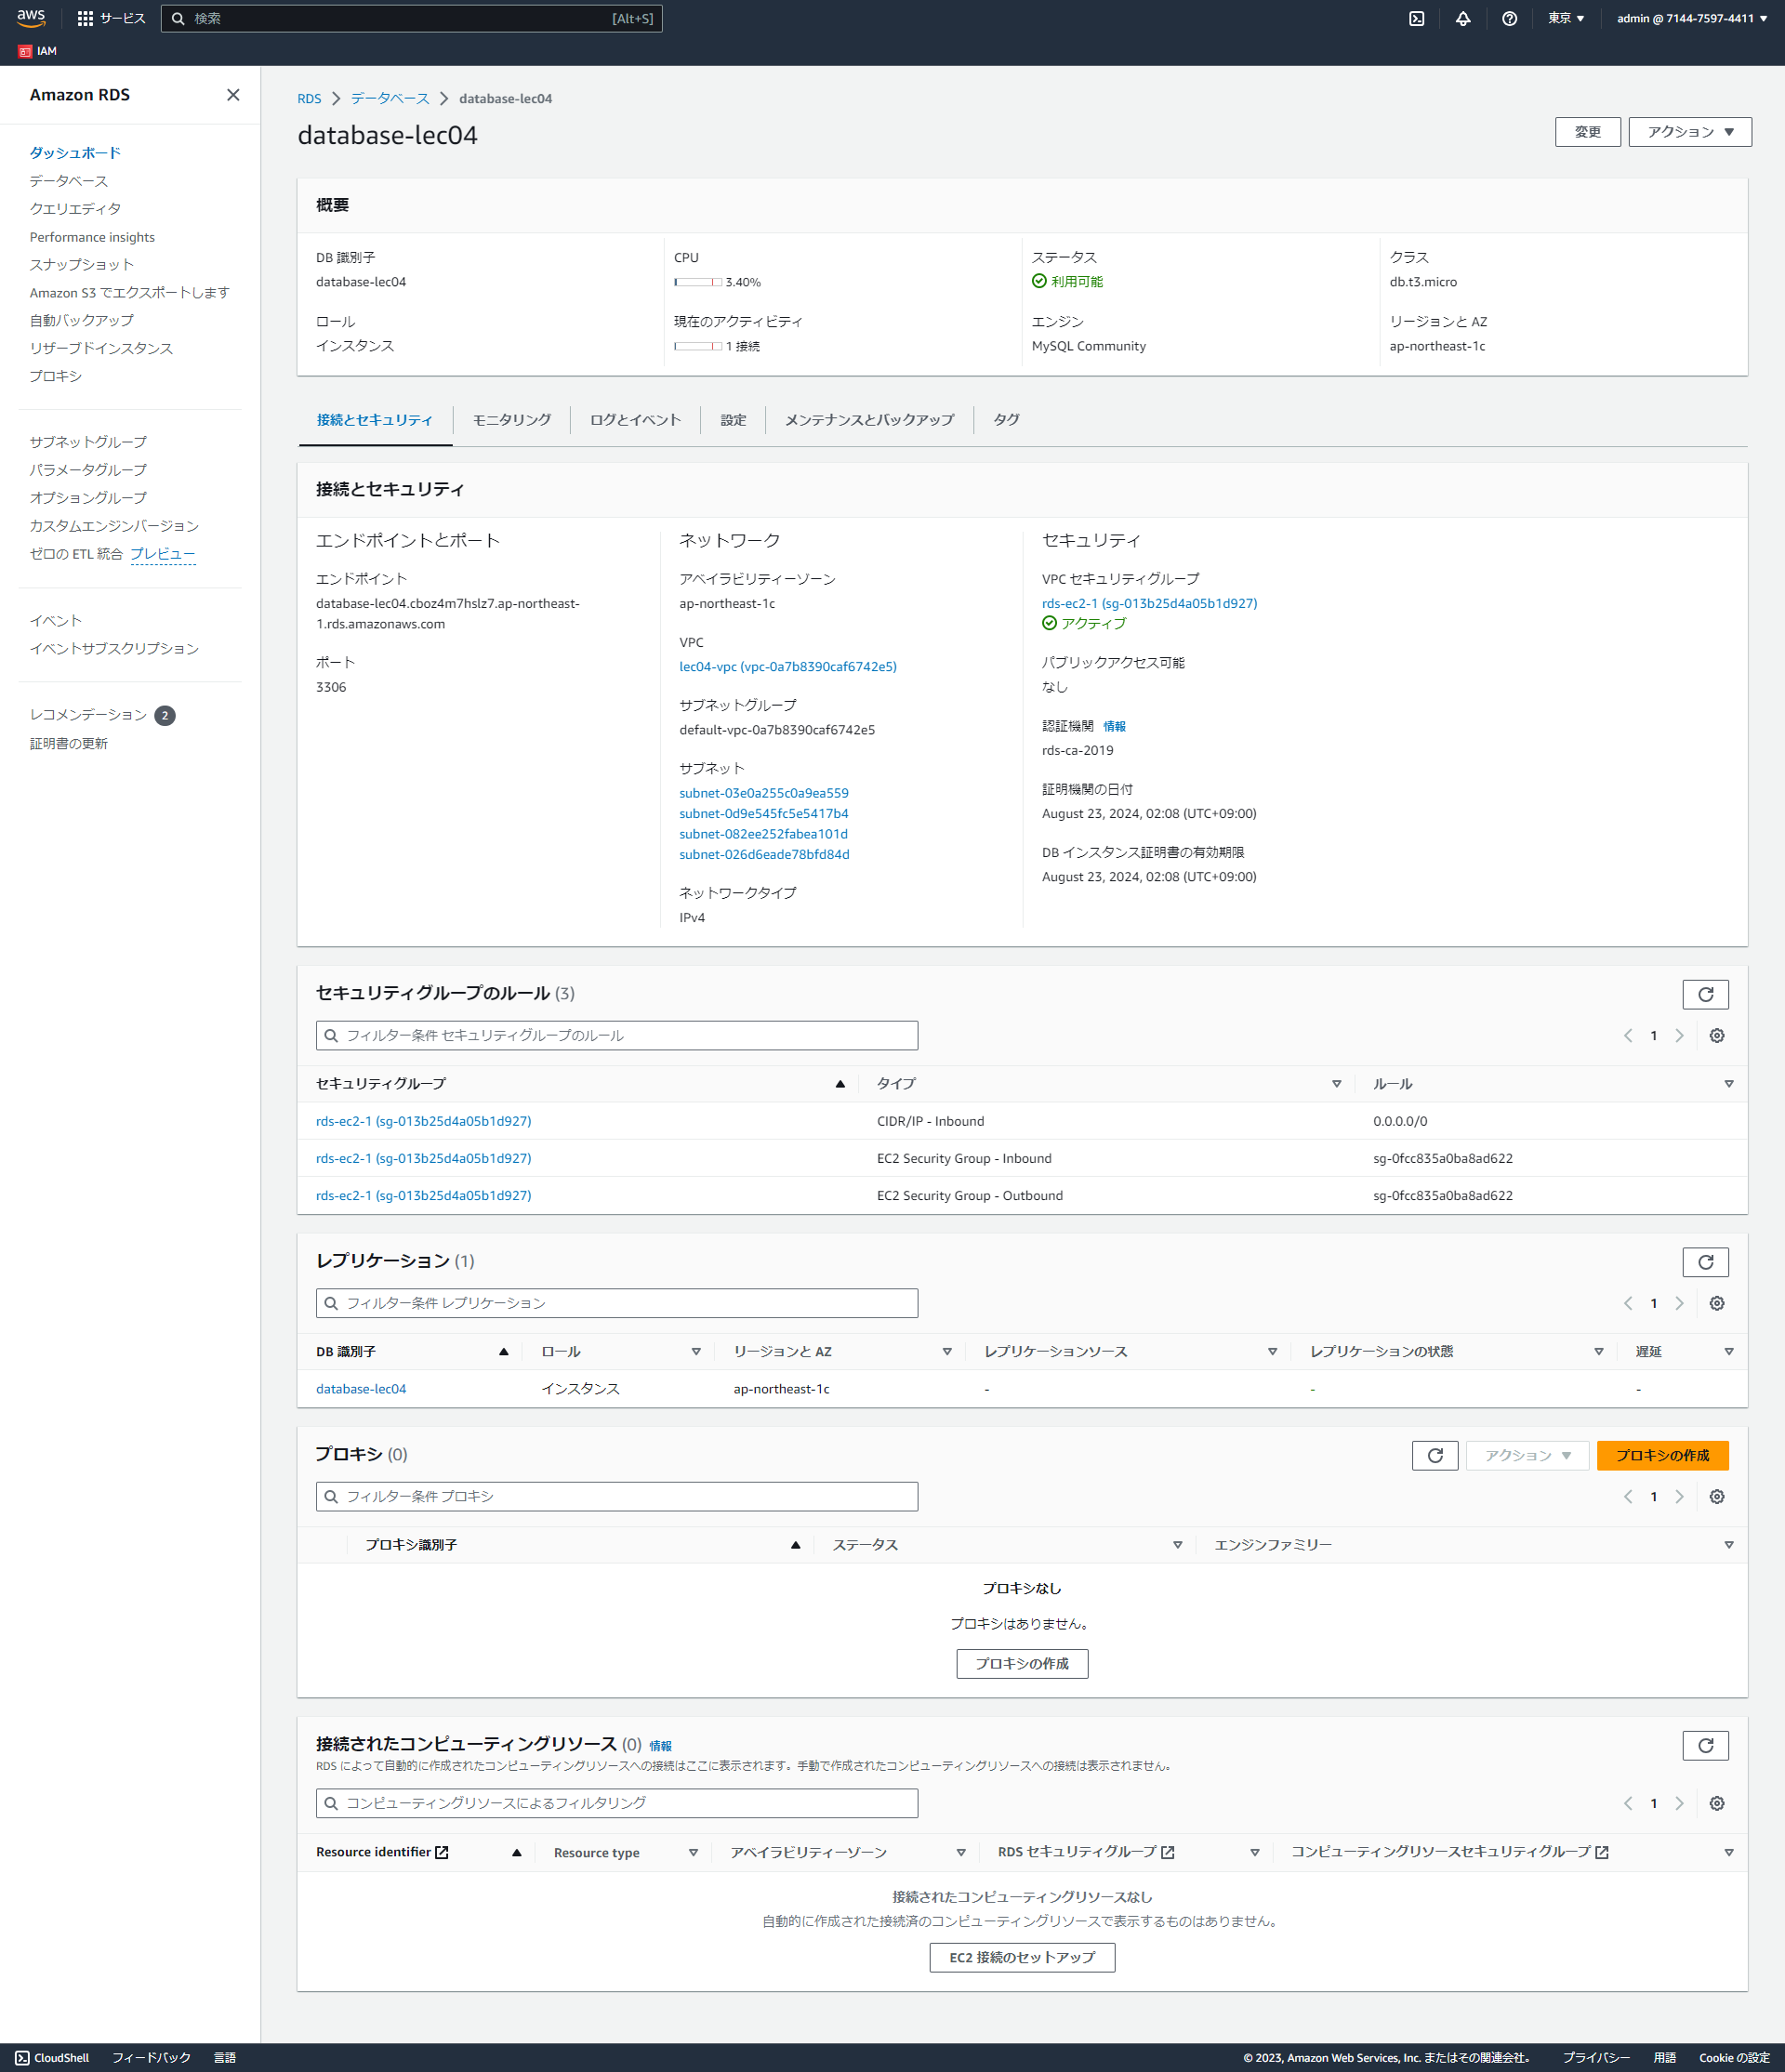 aws
サービス
検索
[Alt+S]
東京 ▼
admin @ 7144-7597-4411 ▼
IAM
Amazon RDS
ダッシュボード
データベース
クエリエディタ
Performance insights
スナップショット
Amazon S3 でエクスポートします
自動バックアップ
リザーブドインスタンス
プロキシ
サブネットグループ
パラメータグループ
オプショングループ
カスタムエンジンバージョン
ゼロの ETL 統合 プレビュー
イベント
イベントサブスクリプション
レコメンデーション 2
証明書の更新
RDS > データベース > database-lec04
database-lec04
変更
アクション ▼
概要
DB 識別子
database-lec04
CPU
3.40%
ステータス
利用可能
クラス
db.t3.micro
ロール
インスタンス
現在のアクティビティ
1 接続
エンジン
MySQL Community
リージョンと AZ
ap-northeast-1c
接続とセキュリティ
モニタリング
ログとイベント
設定
メンテナンスとバックアップ
タグ
接続とセキュリティ
エンドポイントとポート
エンドポイント
database-lec04.cboz4m7hslz7.ap-northeast-
1.rds.amazonaws.com
ポート
3306
ネットワーク
アベイラビリティーゾーン
ap-northeast-1c
VPC
lec04-vpc (vpc-0a7b8390caf6742e5)
サブネットグループ
default-vpc-0a7b8390caf6742e5
サブネット
subnet-03e0a255c0a9ea559
subnet-0d9e545fc5e5417b4
subnet-082ee252fabea101d
subnet-026d6eade78bfd84d
ネットワークタイプ
IPv4
セキュリティ
VPC セキュリティグループ
rds-ec2-1 (sg-013b25d4a05b1d927)
アクティブ
パブリックアクセス可能
なし
認証機関 情報
rds-ca-2019
証明機関の日付
August 23, 2024, 02:08 (UTC+09:00)
DB インスタンス証明書の有効期限
August 23, 2024, 02:08 (UTC+09:00)
セキュリティグループのルール (3)
フィルター条件 セキュリティグループのルール
1
セキュリティグループ タイプ ルール
rds-ec2-1 (sg-013b25d4a05b1d927) CIDR/IP - Inbound 0.0.0.0/0
rds-ec2-1 (sg-013b25d4a05b1d927) EC2 Security Group - Inbound sg-0fcc835a0ba8ad622
rds-ec2-1 (sg-013b25d4a05b1d927) EC2 Security Group - Outbound sg-0fcc835a0ba8ad622
レプリケーション (1)
フィルター条件 レプリケーション
1
DB 識別子 ロール リージョンと AZ レプリケーションソース レプリケーションの状態 遅延
database-lec04 インスタンス ap-northeast-1c - - -
プロキシ (0)
アクション ▼
プロキシの作成
フィルター条件 プロキシ
1
プロキシ識別子 ステータス エンジンファミリー
プロキシなし
プロキシはありません。
プロキシの作成
接続されたコンピューティングリソース (0) 情報
RDS によって自動的に作成されたコンピューティングリソースへの接続はここに表示されます。手動で作成されたコンピューティングリソースへの接続は表示されません。
コンピューティングリソースによるフィルタリング
1
Resource identifier Resource type アベイラビリティーゾーン RDS セキュリティグループ コンピューティングリソースセキュリティグループ
接続されたコンピューティングリソースなし
自動的に作成された接続済のコンピューティングリソースで表示するものはありません。
EC2 接続のセットアップ
CloudShell フィードバック 言語
© 2023, Amazon Web Services, Inc. またはその関連会社。 プライバシー 用語 Cookie の設定